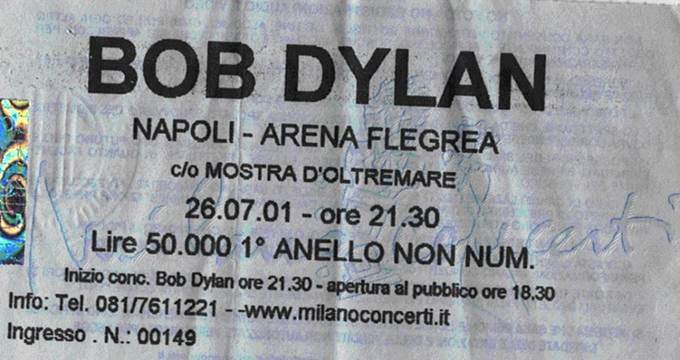 BOB DYLAN
NAPOLI - ARENA FLEGREA
c/o MOSTRA D'OLTREMARE
26.07.01 - ore 21.30
Lire 50.000 1° ANELLO NON NUM.
Inizio conc. Bob Dylan ore 21.30 - apertura al pubblico ore 18.30
Info: Tel. 081/7611221 - -www.milanoconcerti.it
Ingresso . N.: 00149